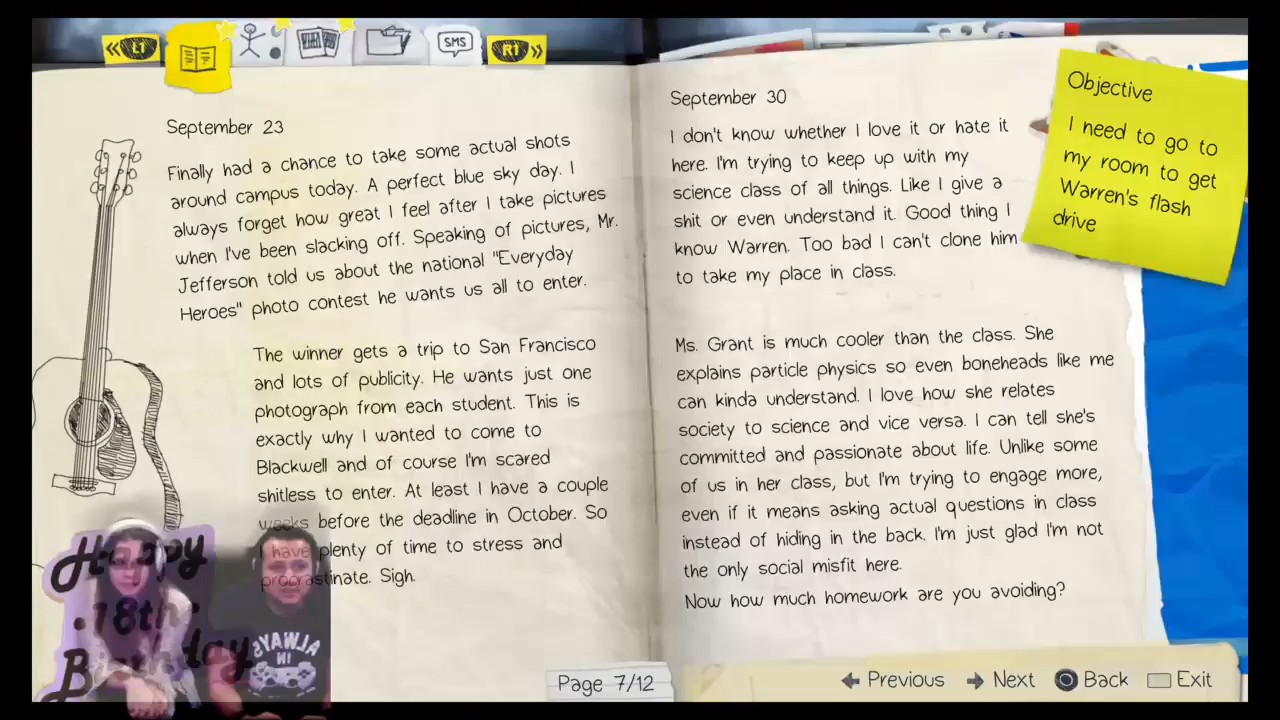 L1
SMS
R1
September 23
Finally had a chance to take some actual shots
around campus today. A perfect blue sky day. I
always forget how great I feel after I take pictures
when I've been slacking off. Speaking of pictures, Mr.
Jefferson told us about the national "Everyday
Heroes" photo contest he wants us all to enter.
The winner gets a trip to San Francisco
and lots of publicity. He wants just one
photograph from each student. This is
exactly why I wanted to come to
Blackwell and of course I'm scared
shitless to enter. At least I have a couple
weeks before the deadline in October. So
I have plenty of time to stress and
procrastinate. Sigh.
September 30
I don't know whether I love it or hate it
here. I'm trying to keep up with my
science class of all things. Like I give a
shit or even understand it. Good thing I
know Warren. Too bad I can't clone him
to take my place in class.
Ms. Grant is much cooler than the class. She
explains particle physics so even boneheads like me
can kinda understand. I love how she relates
society to science and vice versa. I can tell she's
committed and passionate about life. Unlike some
of us in her class, but I'm trying to engage more,
even if it means asking actual questions in class
instead of hiding in the back. I'm just glad I'm not
the only social misfit here.
Now how much homework are you avoiding?
Objective
I need to go to
my room to get
Warren's flash
drive
Happy
18th
Birthday
ALWAYS
IN
Page 7/12
Previous
Next
Back
Exit